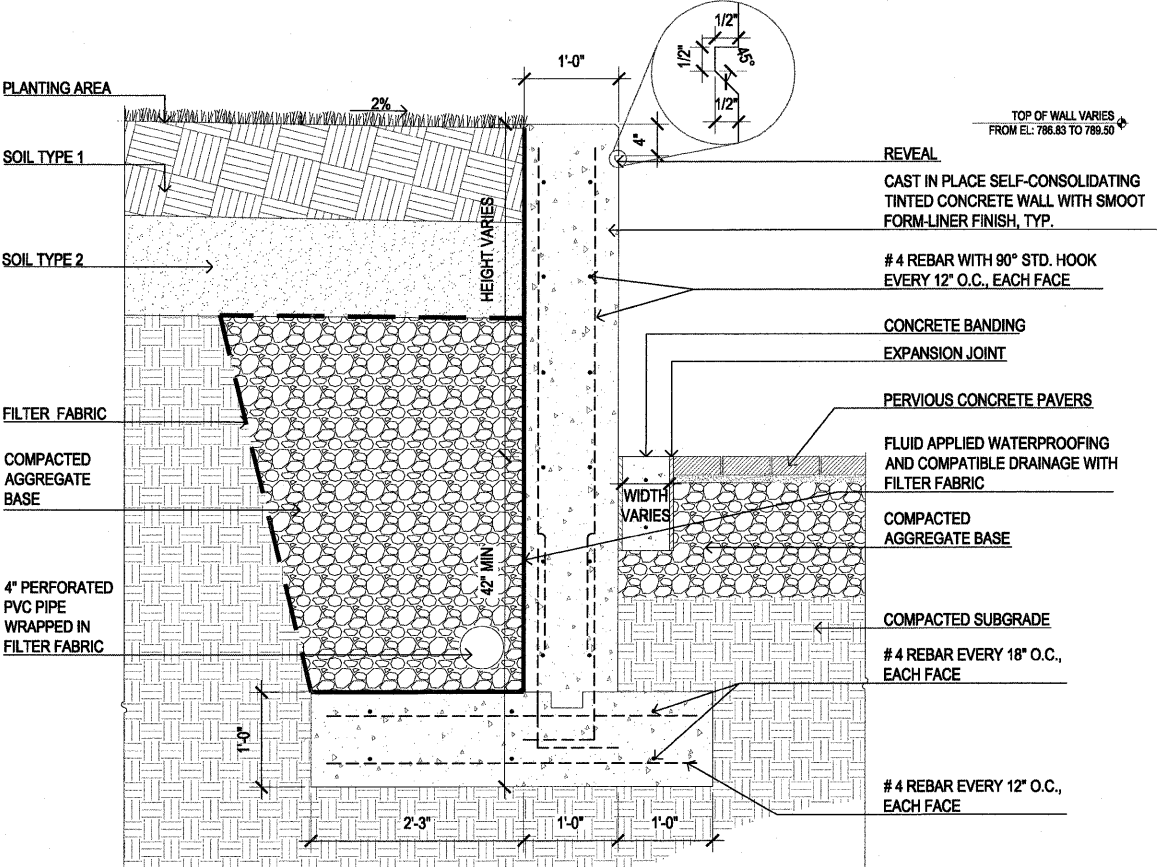 1/2"
1/2"
45°
1/2"
1'-0"
4"
PLANTING AREA
2%
TOP OF WALL VARIES
FROM EL: 786.83 TO 789.50
SOIL TYPE 1
REVEAL
CAST IN PLACE SELF-CONSOLIDATING
TINTED CONCRETE WALL WITH SMOOT
FORM-LINER FINISH, TYP.
SOIL TYPE 2
HEIGHT VARIES
# 4 REBAR WITH 90° STD. HOOK
EVERY 12" O.C., EACH FACE
CONCRETE BANDING
EXPANSION JOINT
FILTER FABRIC
PERVIOUS CONCRETE PAVERS
COMPACTED
AGGREGATE
BASE
FLUID APPLIED WATERPROOFING
AND COMPATIBLE DRAINAGE WITH
FILTER FABRIC
WIDTH
VARIES
COMPACTED
AGGREGATE BASE
42" MIN
4" PERFORATED
PVC PIPE
WRAPPED IN
FILTER FABRIC
COMPACTED SUBGRADE
# 4 REBAR EVERY 18" O.C.,
EACH FACE
1'-0"
# 4 REBAR EVERY 12" O.C.,
EACH FACE
2'-3"
1'-0"
1'-0"